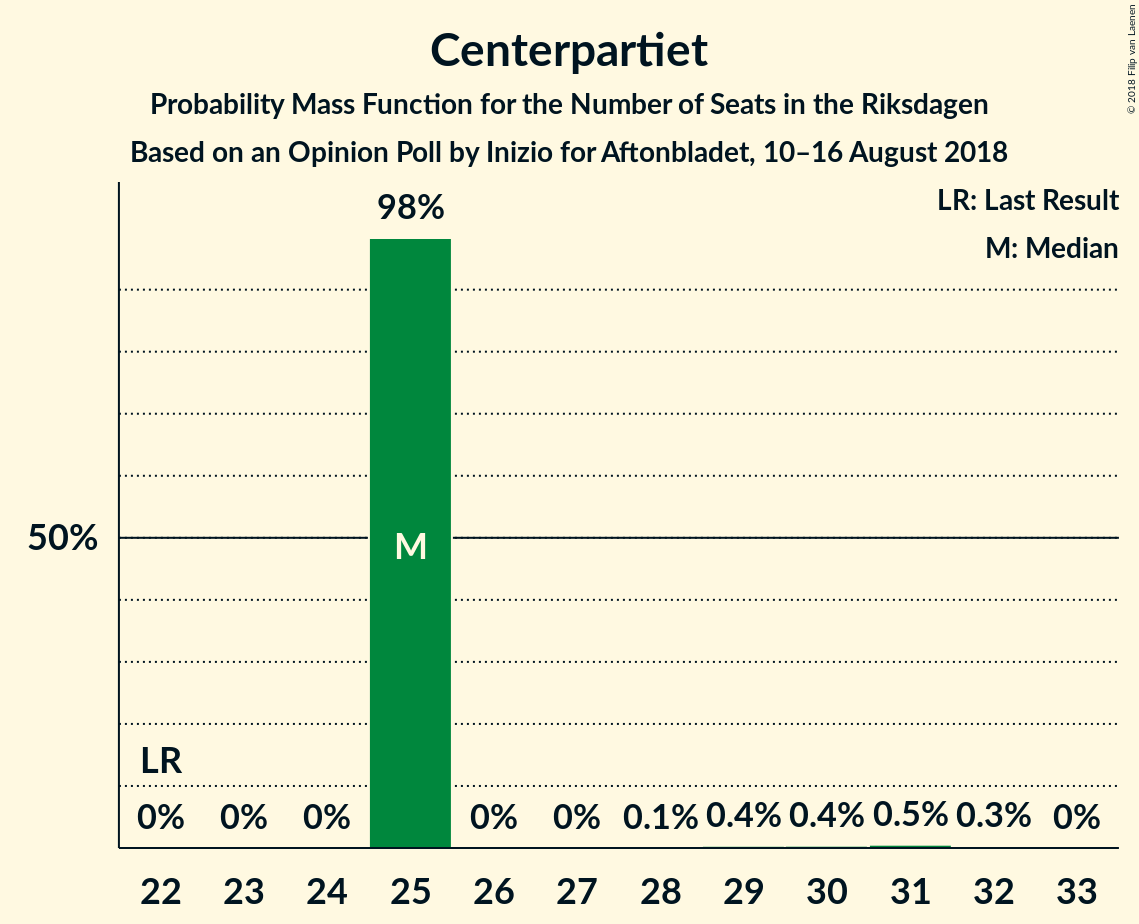 Centerpartiet
Probability Mass Function for the Number of Seats in the Riksdagen
Based on an Opinion Poll by Inizio for Aftonbladet, 10–16 August 2018
© 2018 Filip van Laenen
LR: Last Result
M: Median
98%
50%
M
LR
0% 0% 0% 0% 0% 0.1% 0.4% 0.4% 0.5% 0.3% 0%
22 23 24 25 26 27 28 29 30 31 32 33